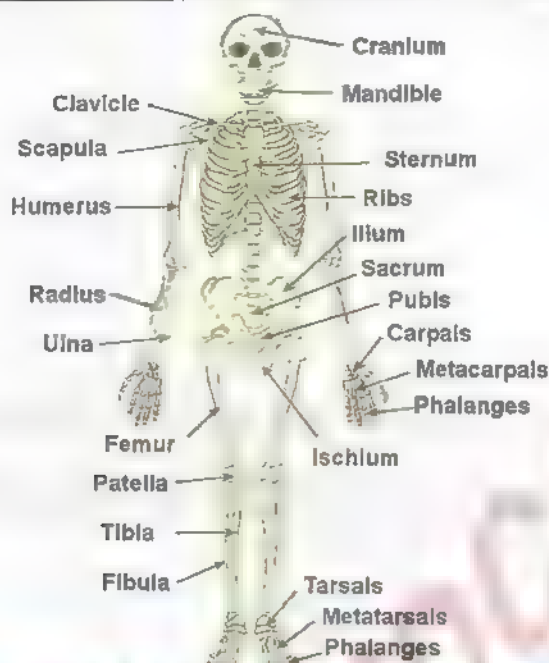 Cranium
Mandible
Clavicle
Scapula
Sternum
Humerus
Ribs
Ilium
Sacrum
Radius
Pubis
Ulna
Carpals
Metacarpals
Phalanges
Femur
Ischium
Patella
Tibia
Fibula
Tarsals
Metatarsals
Phalanges